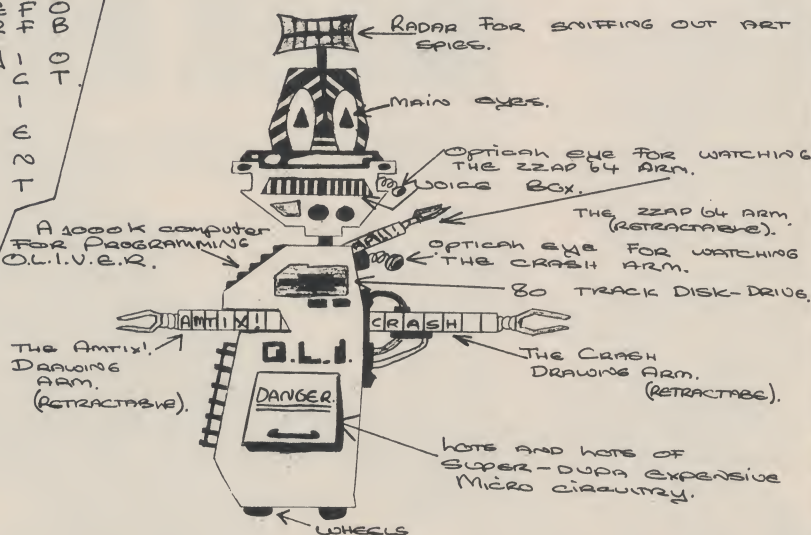 F O
F B
I O
C T.
I
E
N
T
RADAR FOR SNIFFING OUT ART
SPIES.
MAIN EYES.
OPTICAL EYE FOR WATCHING
THE ZZAP 64 ARM.
VOICE BOX.
THE ZZAP 64 ARM
(RETRACTABLE).
A 1000K computer
FOR PROGRAMMING
O.L.I.V.E.R.
OPTICAL EYE FOR WATCHING
THE CRASH ARM.
80 TRACK DISK-DRIVE.
AMTIX!
CRASH
THE AMTIX!
DRAWING
ARM.
(RETRACTABLE).
O.L.I.
THE CRASH
DRAWING ARM.
(RETRACTABE).
DANGER.
LOTS AND LOTS OF
SUPER-DUPA EXPENSIVE
MICRO CIRCUITRY.
WHEELS